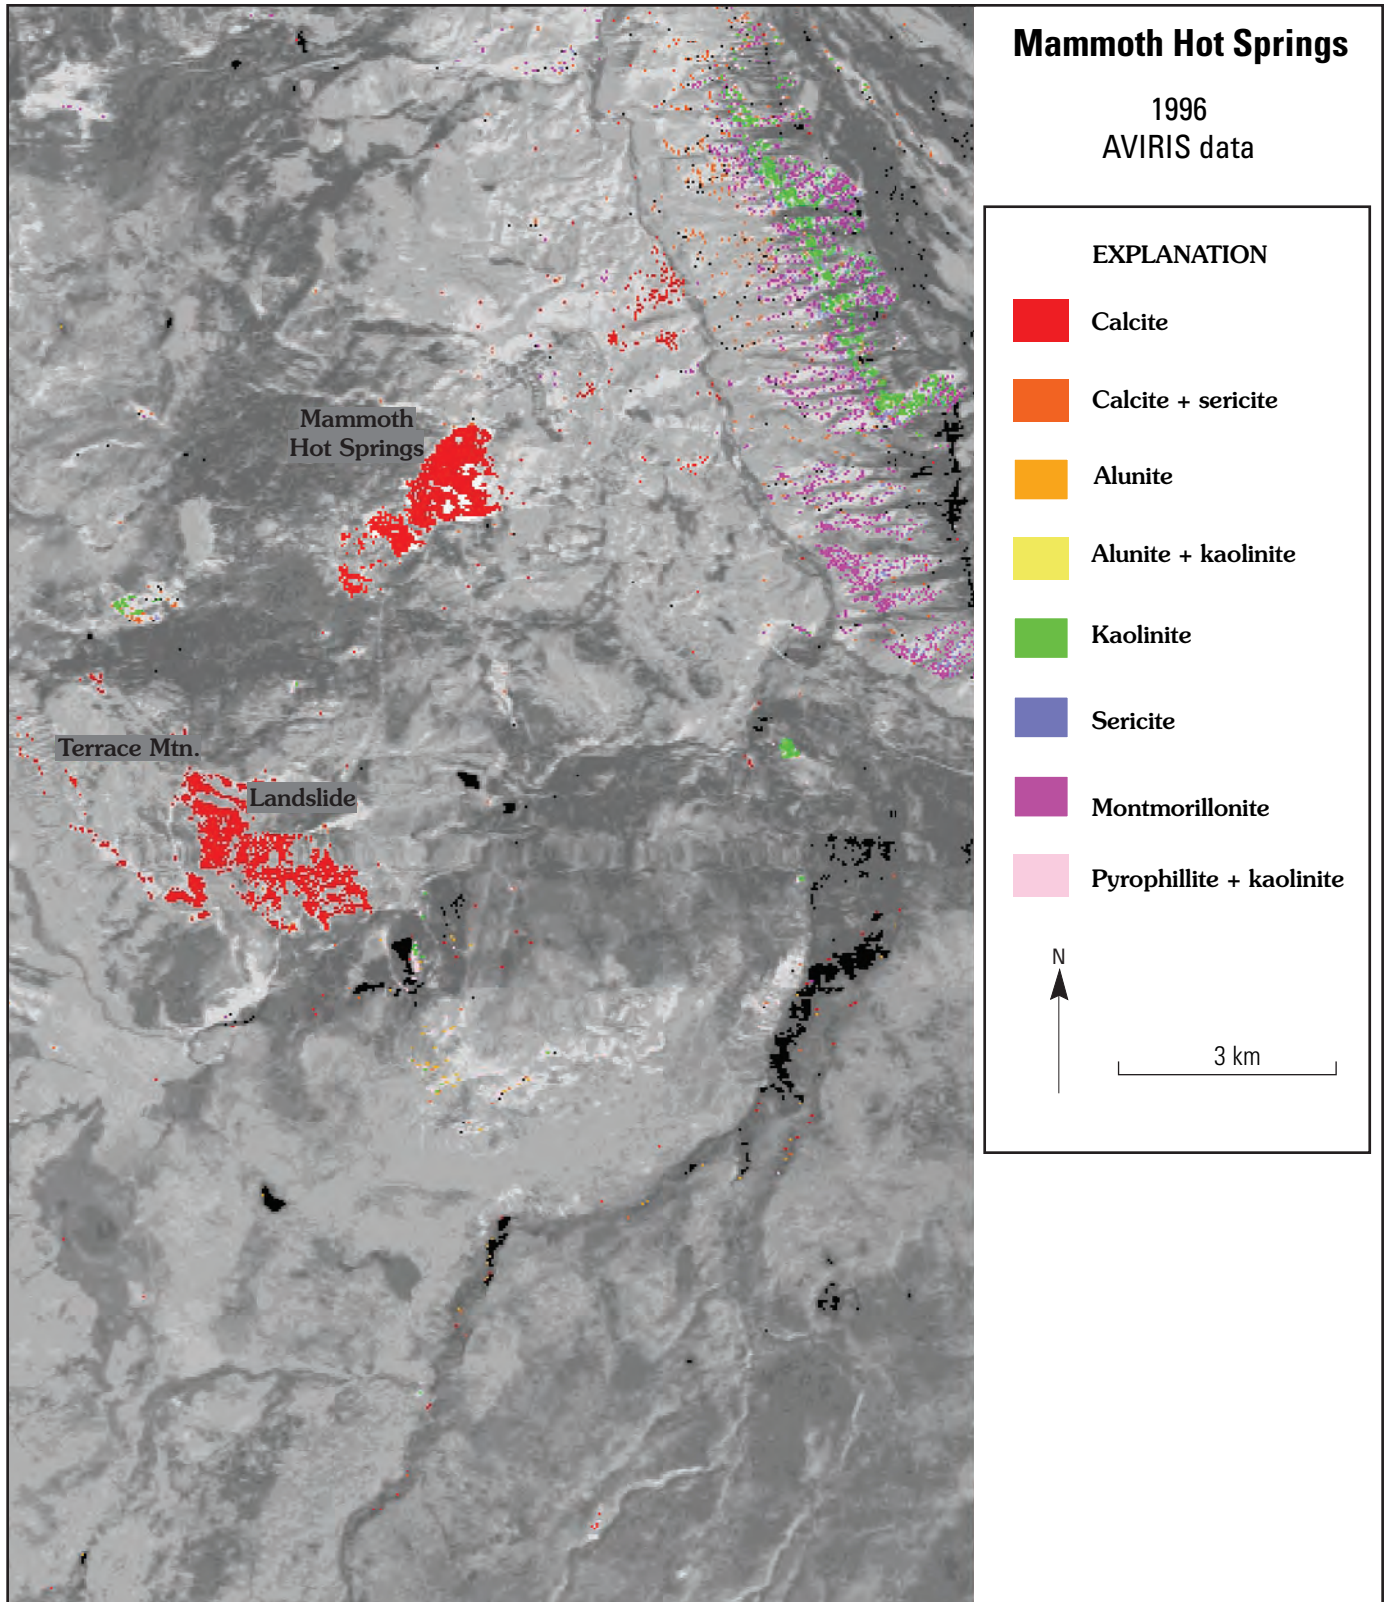 Mammoth Hot Springs
1996
AVIRIS data
EXPLANATION
Calcite
Calcite + sericite
Alunite
Alunite + kaolinite
Kaolinite
Sericite
Montmorillonite
Pyrophillite + kaolinite
N
3 km
Mammoth
Hot Springs
Terrace Mtn.
Landslide